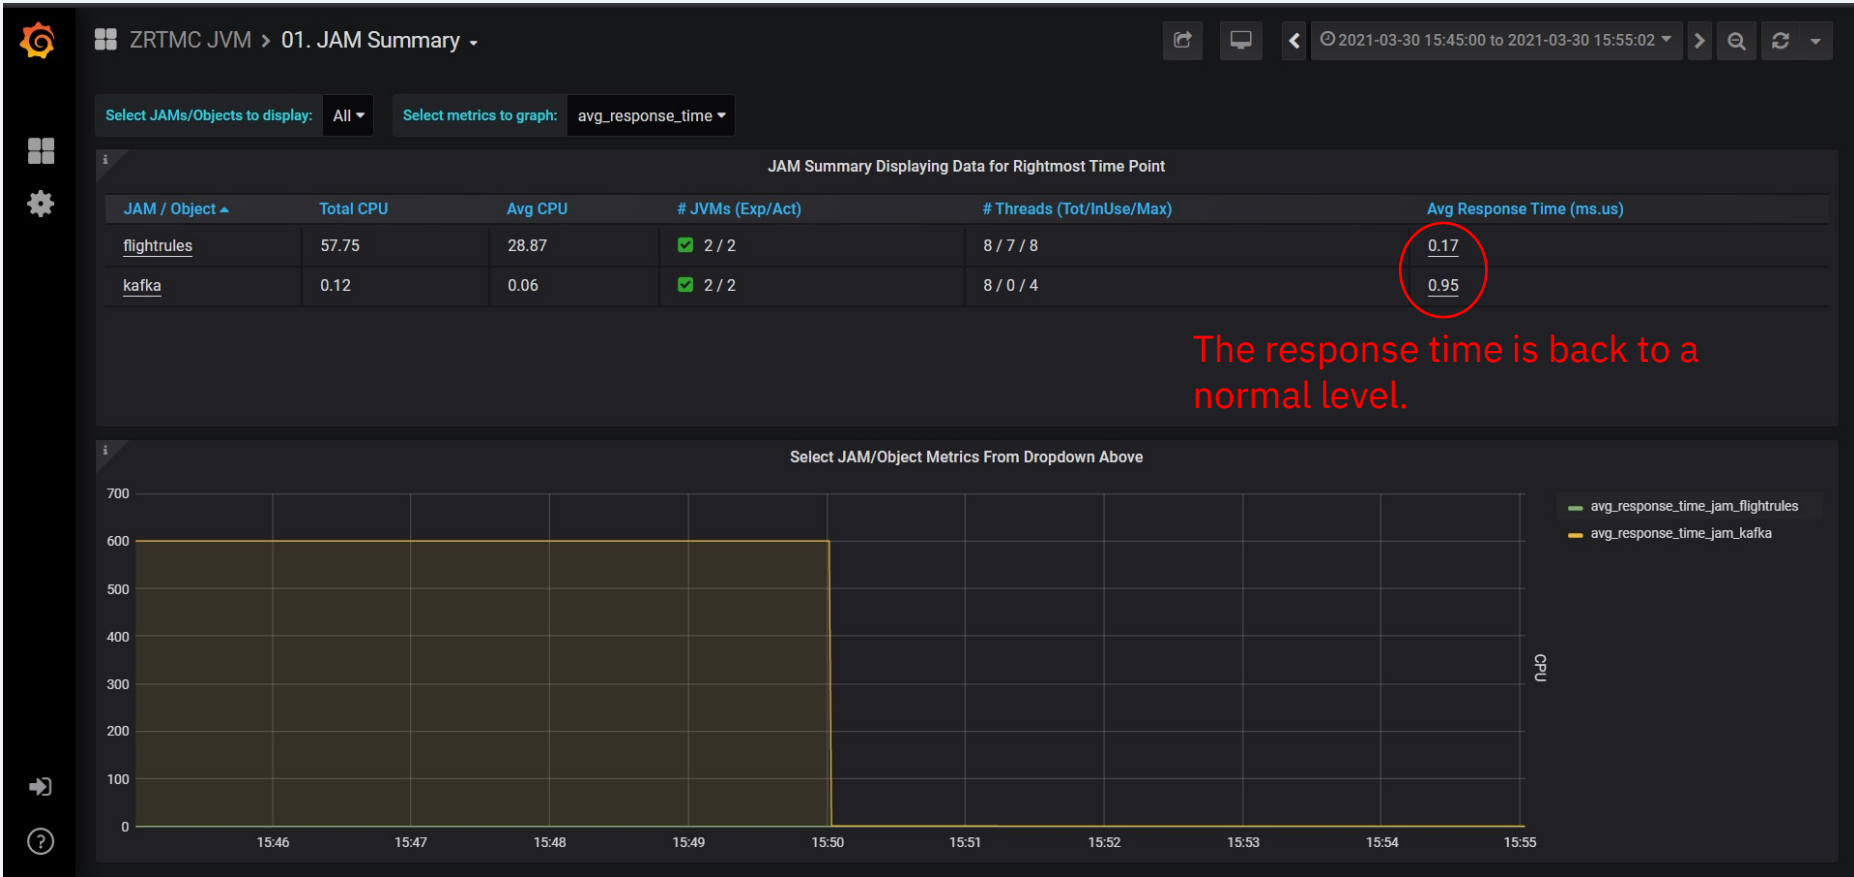 ZRTMC JVM > 01. JAM Summary
2021-03-30 15:45:00 to 2021-03-30 15:55:02
Select JAMs/Objects to display: All
Select metrics to graph: avg_response_time
i
JAM Summary Displaying Data for Rightmost Time Point
JAM / Object Total CPU Avg CPU # JVMs (Exp/Act) # Threads (Tot/InUse/Max) Avg Response Time (ms.us)
flightrules 57.75 28.87 2 / 2 8 / 7 / 8 0.17
kafka 0.12 0.06 2 / 2 8 / 0 / 4 0.95
The response time is back to a
normal level.
i
Select JAM/Object Metrics From Dropdown Above
700
600
500
400
300
200
100
0
15:46 15:47 15:48 15:49 15:50 15:51 15:52 15:53 15:54 15:55
CPU
avg_response_time_jam_flightrules
avg_response_time_jam_kafka
?